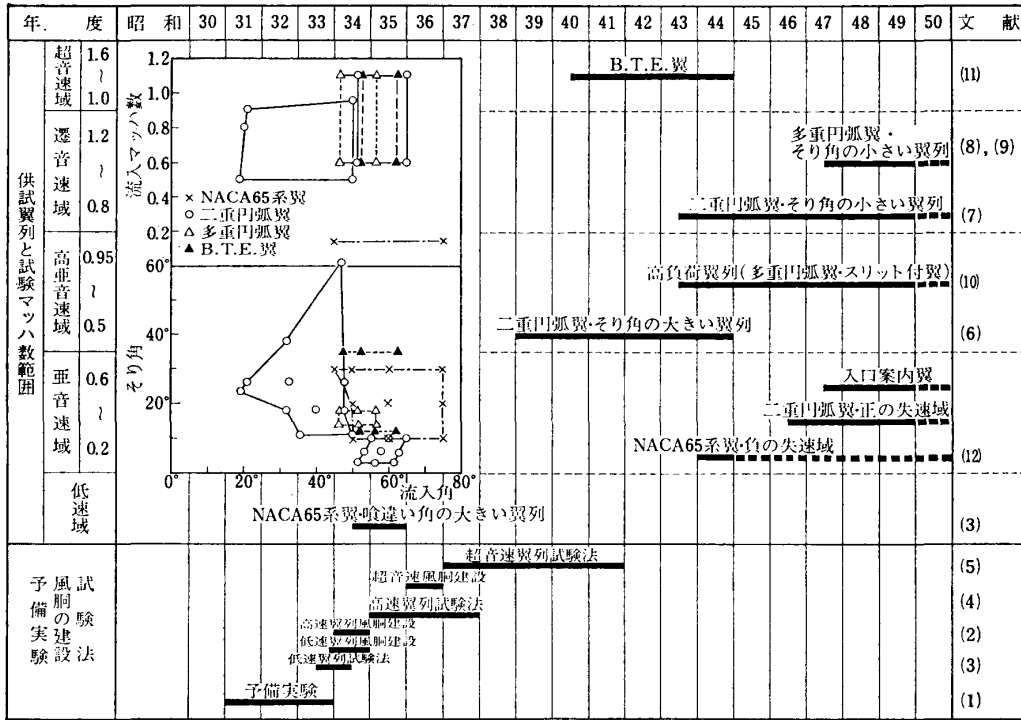 年. 度 昭和 30 31 32 33 34 35 36 37 38 39 40 41 42 43 44 45 46 47 48 49 50 文献
供試翼列と試験マッハ数範囲
超音速域 1.6 ~ 1.0
B.T.E.翼 (11)
遷音速域 1.2 ~ 0.8
多重円弧翼・
そり角の小さい翼列 (8), (9)
二重円弧翼・そり角の小さい翼列 (7)
高亜音速域 0.95 ~ 0.5
高負荷翼列(多重円弧翼・スリット付翼) (10)
二重円弧翼・そり角の大きい翼列 (6)
亜音速域 0.6 ~ 0.2
入口案内翼
二重円弧翼・正の失速域
NACA65系翼・負の失速域 (12)
低速域
NACA65系翼・喰違い角の大きい翼列 (3)
流入マッハ数
1.2
1.0
0.8
0.6
0.4
0.2
× NACA65系翼
○ 二重円弧翼
△ 多重円弧翼
▲ B.T.E.翼
そり角
60°
40°
20°
0° 20° 40° 60° 80°
流入角
試験法
風胴の建設
予備実験
超音速翼列試験法 (5)
超音速風胴建設
高速翼列試験法 (4)
高速翼列風胴建設 (2)
低速翼列風胴建設
低速翼列試験法 (3)
予備実験 (1)